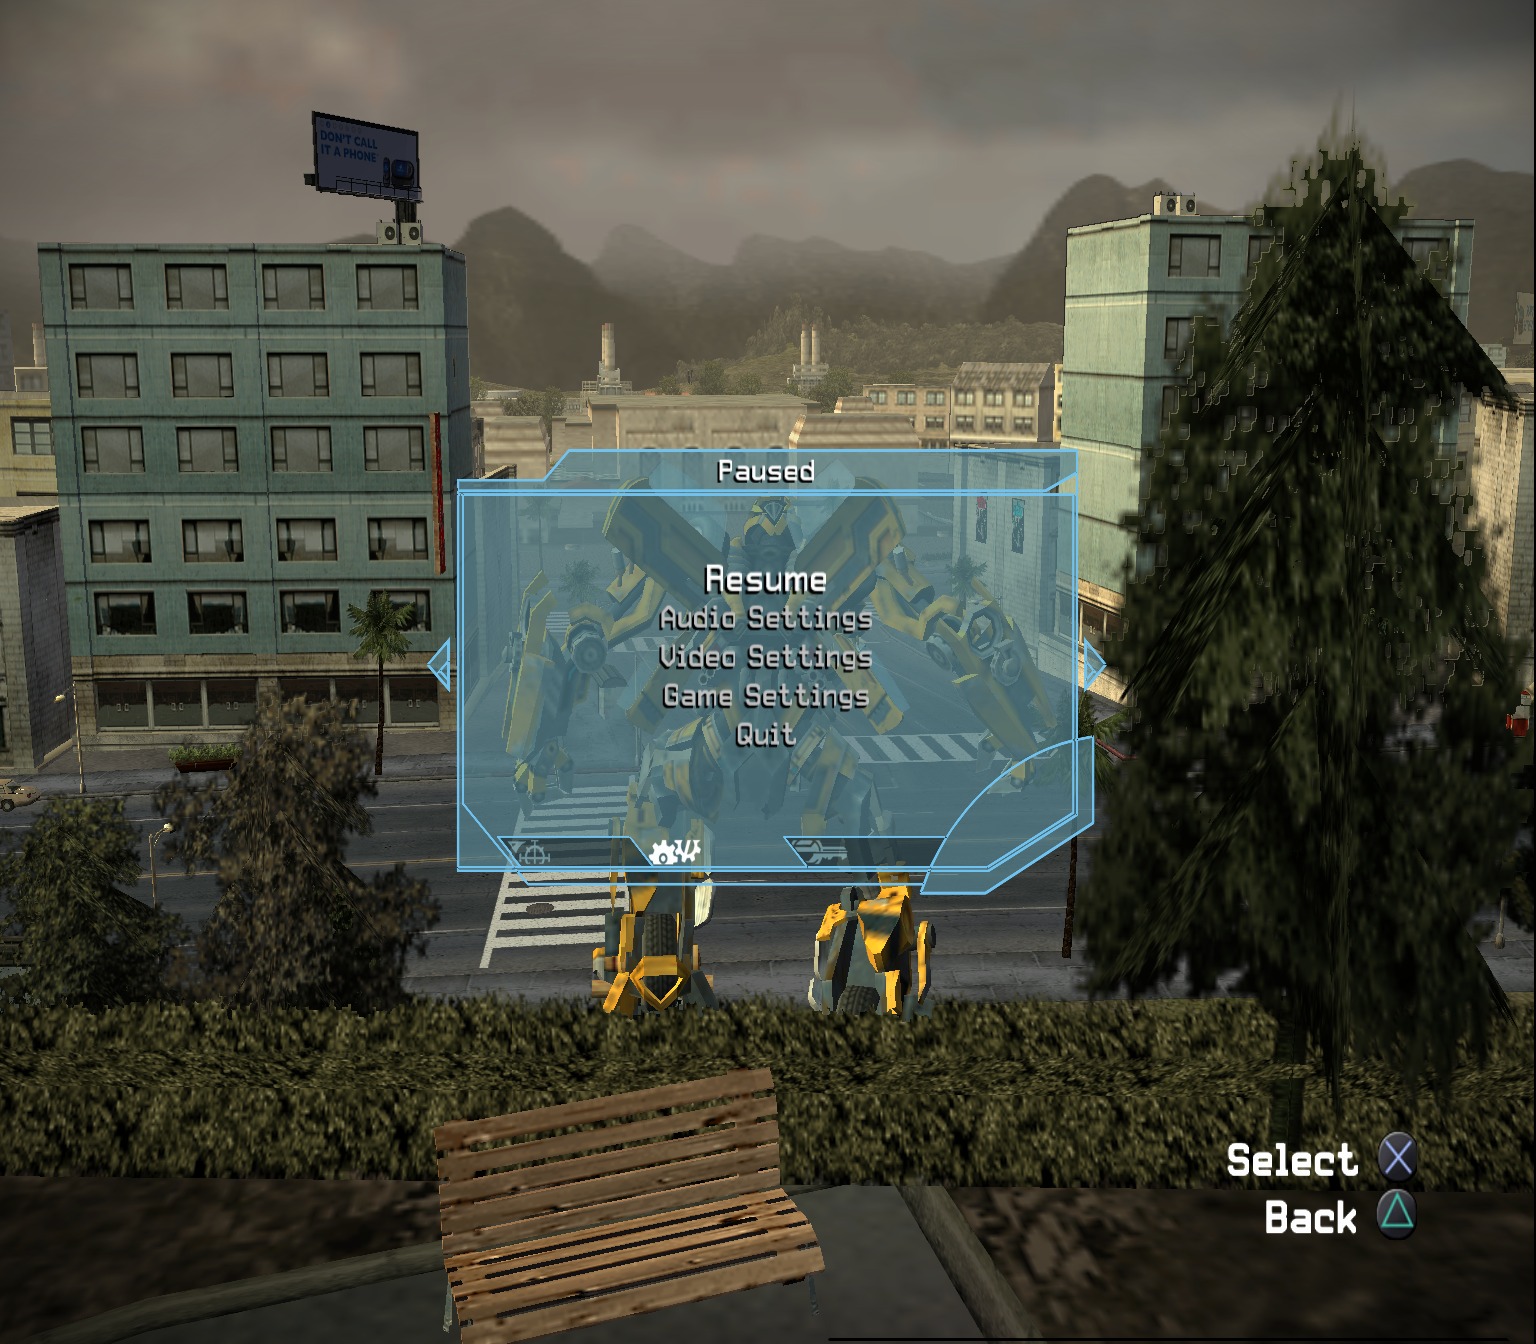 DON'T CALL
IT A PHONE
Paused
Resume
Audio Settings
Video Settings
Game Settings
Quit
Select
Back